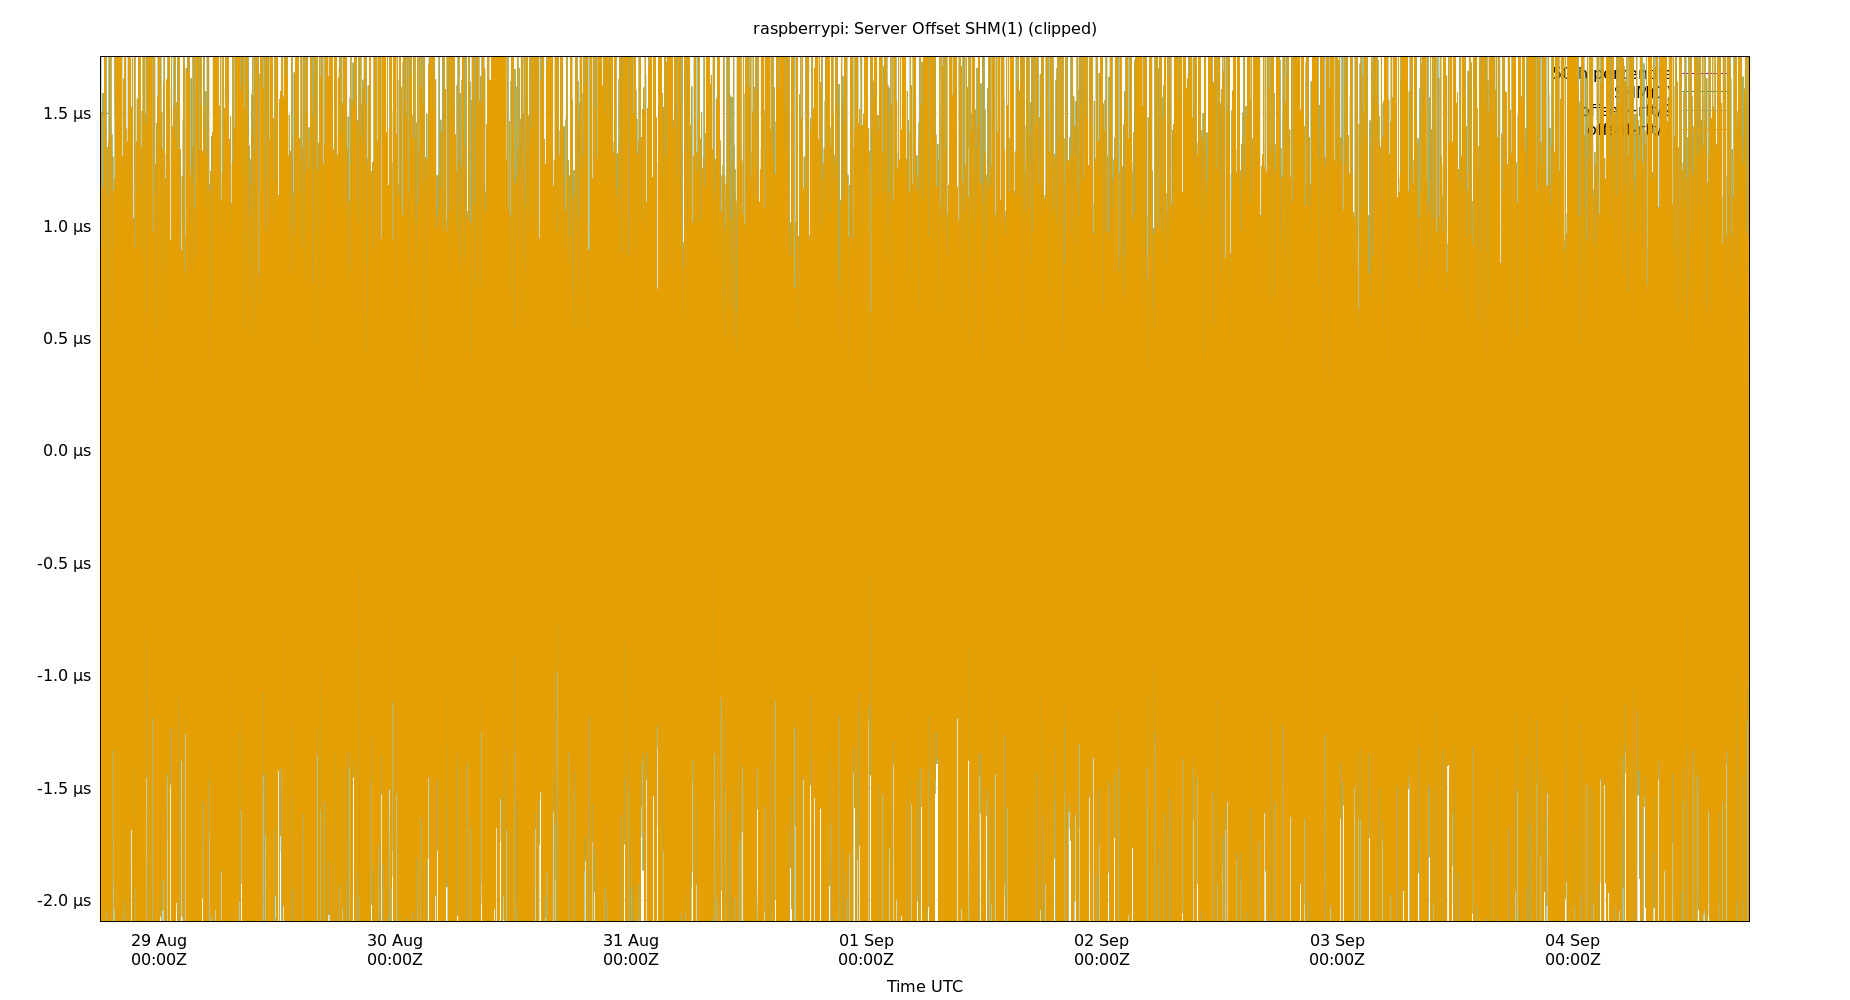 raspberrypi: Server Offset SHM(1) (clipped)
1.5 µs
1.0 µs
0.5 µs
0.0 µs
-0.5 µs
-1.0 µs
-1.5 µs
-2.0 µs
29 Aug 30 Aug 31 Aug 01 Sep 02 Sep 03 Sep 04 Sep
00:00Z 00:00Z 00:00Z 00:00Z 00:00Z 00:00Z 00:00Z
Time UTC